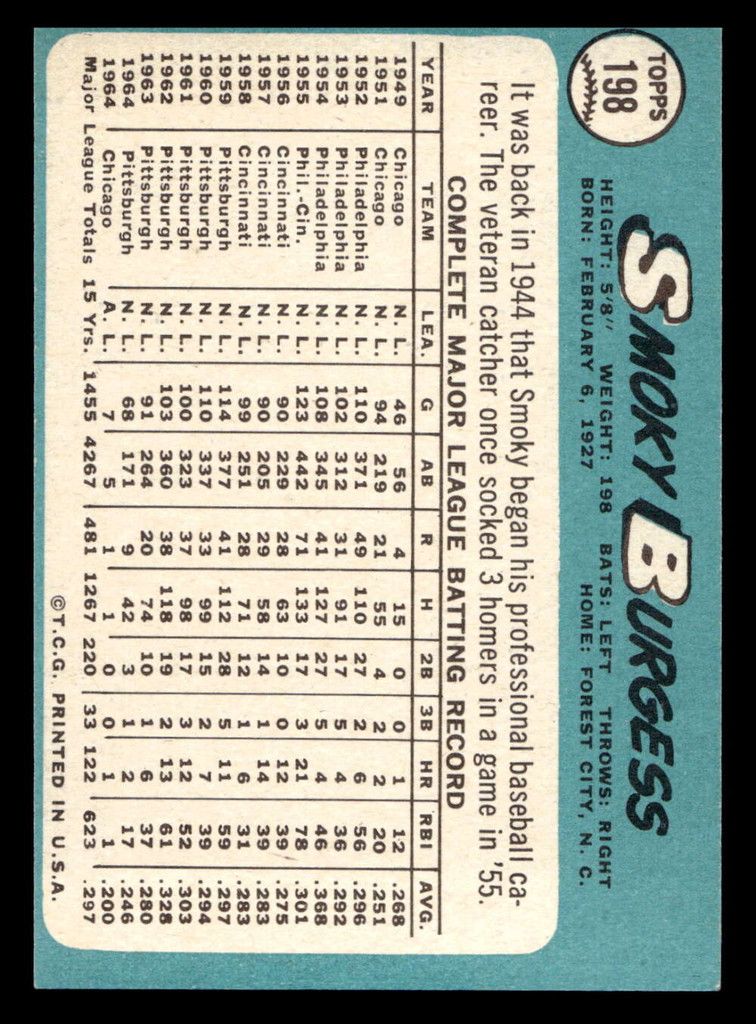 TOPPS
198
SMOKY BURGESS
HEIGHT: 5'8" WEIGHT: 198 BATS: LEFT THROWS: RIGHT
BORN: FEBRUARY 6, 1927 HOME: FOREST CITY, N. C.
It was back in 1944 that Smoky began his professional baseball ca-
reer. The veteran catcher once socked 3 homers in a game in '55.
COMPLETE MAJOR LEAGUE BATTING RECORD
YEAR TEAM LEA. G AB R H 2B 3B HR RBI AVG.
1949 Chicago N. L. 46 56 4 15 0 0 1 12 .268
1951 Chicago N. L. 94 219 21 55 4 2 2 20 .251
1952 Philadelphia N. L. 110 371 49 110 27 2 6 56 .296
1953 Philadelphia N. L. 102 312 31 91 17 5 4 36 .292
1954 Philadelphia N. L. 108 345 41 127 27 5 4 46 .368
1955 Phil.-Cin. N. L. 123 442 71 133 17 3 21 78 .301
1956 Cincinnati N. L. 90 229 28 63 10 0 12 39 .275
1957 Cincinnati N. L. 90 205 29 58 14 1 14 39 .283
1958 Cincinnati N. L. 99 251 28 71 12 1 6 31 .283
1959 Pittsburgh N. L. 114 377 41 112 28 5 11 59 .297
1960 Pittsburgh N. L. 110 337 33 99 15 2 7 39 .294
1961 Pittsburgh N. L. 100 323 37 98 17 3 12 52 .303
1962 Pittsburgh N. L. 103 360 38 118 19 2 13 61 .328
1963 Pittsburgh N. L. 91 264 20 74 10 1 6 37 .280
1964 Pittsburgh N. L. 68 171 9 42 3 1 2 17 .246
1964 Chicago A. L. 7 5 1 1 0 0 1 1 .200
Major League Totals 15 Yrs. 1455 4267 481 1267 220 33 122 623 .297
©T.C.G. PRINTED IN U.S.A.